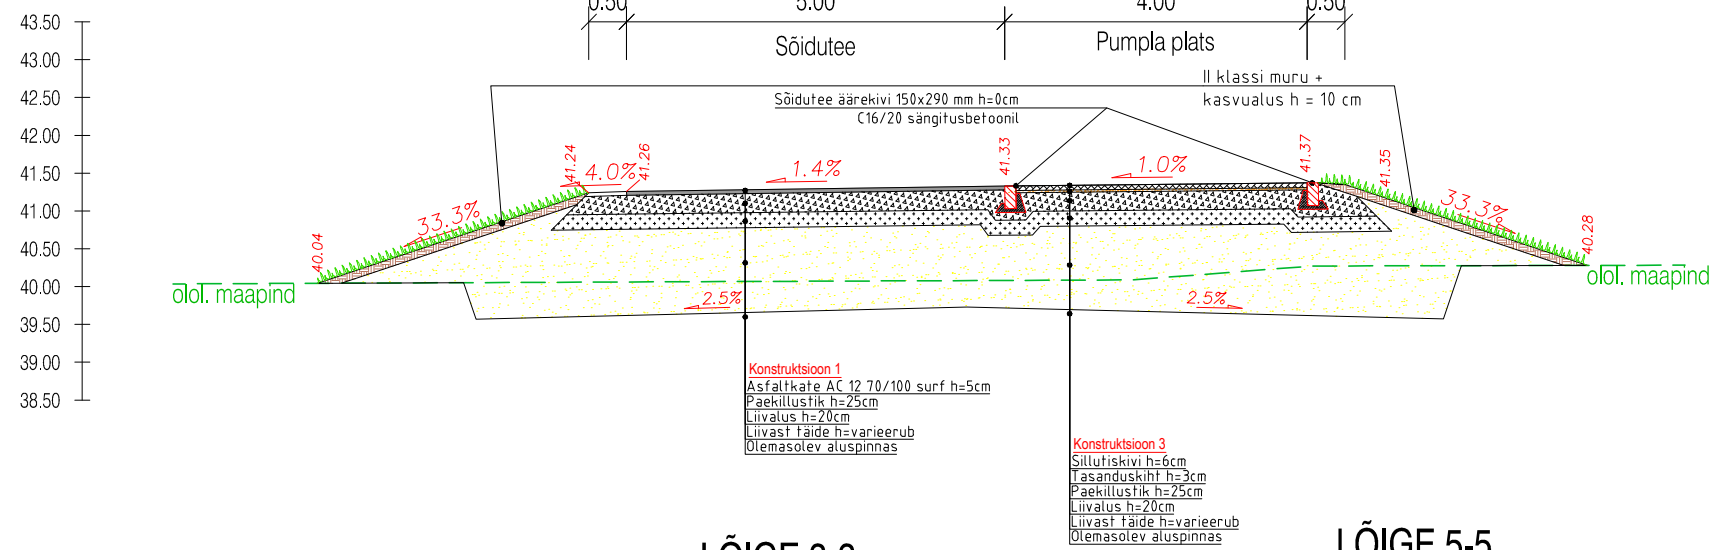 0.50 5.00 4.00 0.50
43.50
43.00
42.50
42.00
41.50
41.00
40.50
40.00
39.50
39.00
38.50
Sõidutee
Pumpla plats
II klassi muru +
kasvualus h = 10 cm
Sõidutee äärekivi 150x290 mm h=0cm
C16/20 sängitusbetoonil
41.24
4.0%
41.26
1.4%
41.33
1.0%
41.37
41.35
33.3%
33.3%
40.04
40.28
olol. maapind
olol. maapind
2.5%
2.5%
Konstruktsioon 1
Asfaltkate AC 12 70/100 surf h=5cm
Paekillustik h=25cm
Liivalus h=20cm
Liivast täide h=varieerub
Olemasolev aluspinnas
Konstruktsioon 3
Sillutiskivi h=6cm
Tasanduskiht h=3cm
Paekillustik h=25cm
Liivalus h=20cm
Liivast täide h=varieerub
Olemasolev aluspinnas
LÕIGE 5-5